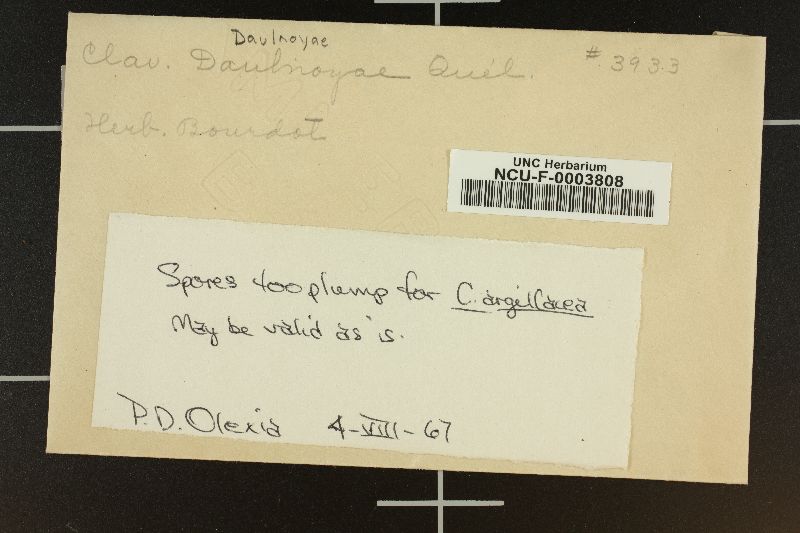 Daulnoyae
Clav. Daulnoyae Quél. #3933
Herb. Bourdot
UNC Herbarium
NCU-F-0003808
Spores too plump for C. argillacea
May be valid as is.
P.D. Olexia 4-VIII-67